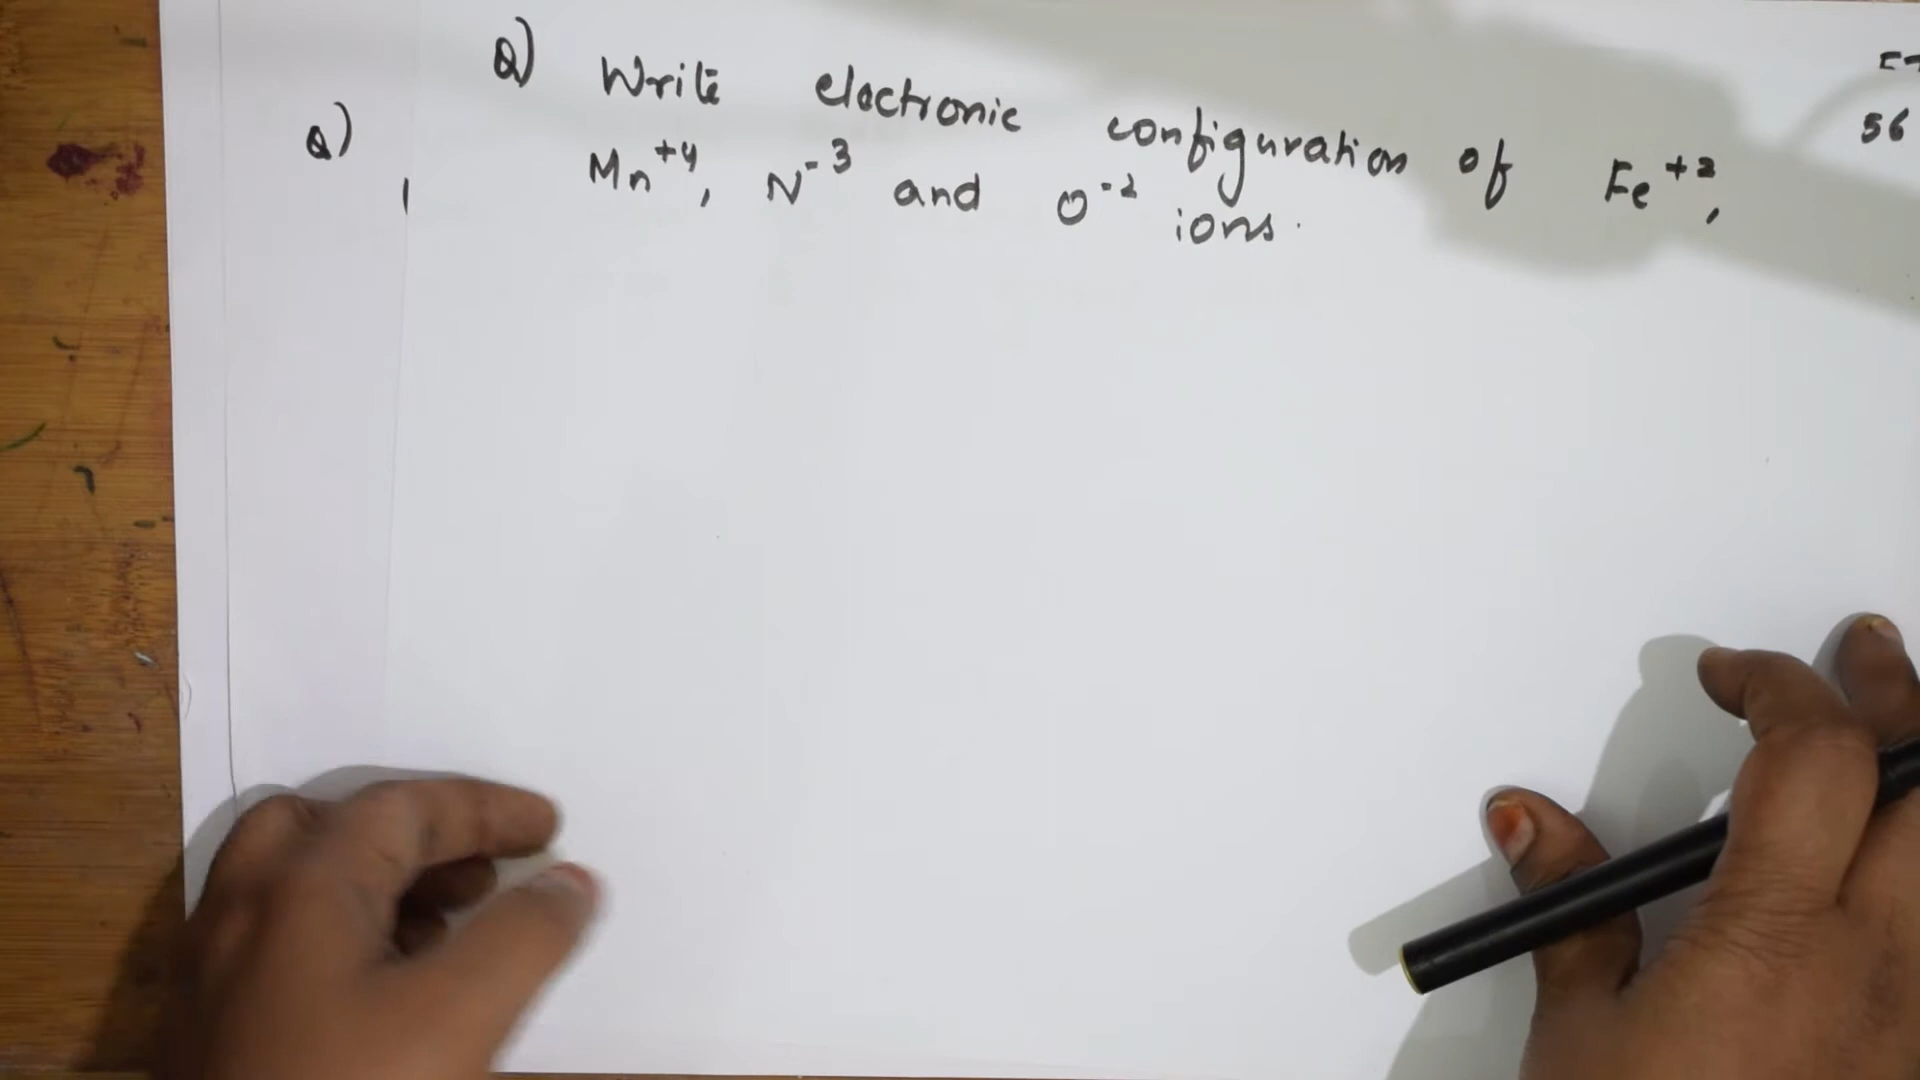 Q) Write electronic configuration of Fe+2,
Q) Mn+4, N-3 and O-2 ions.
56